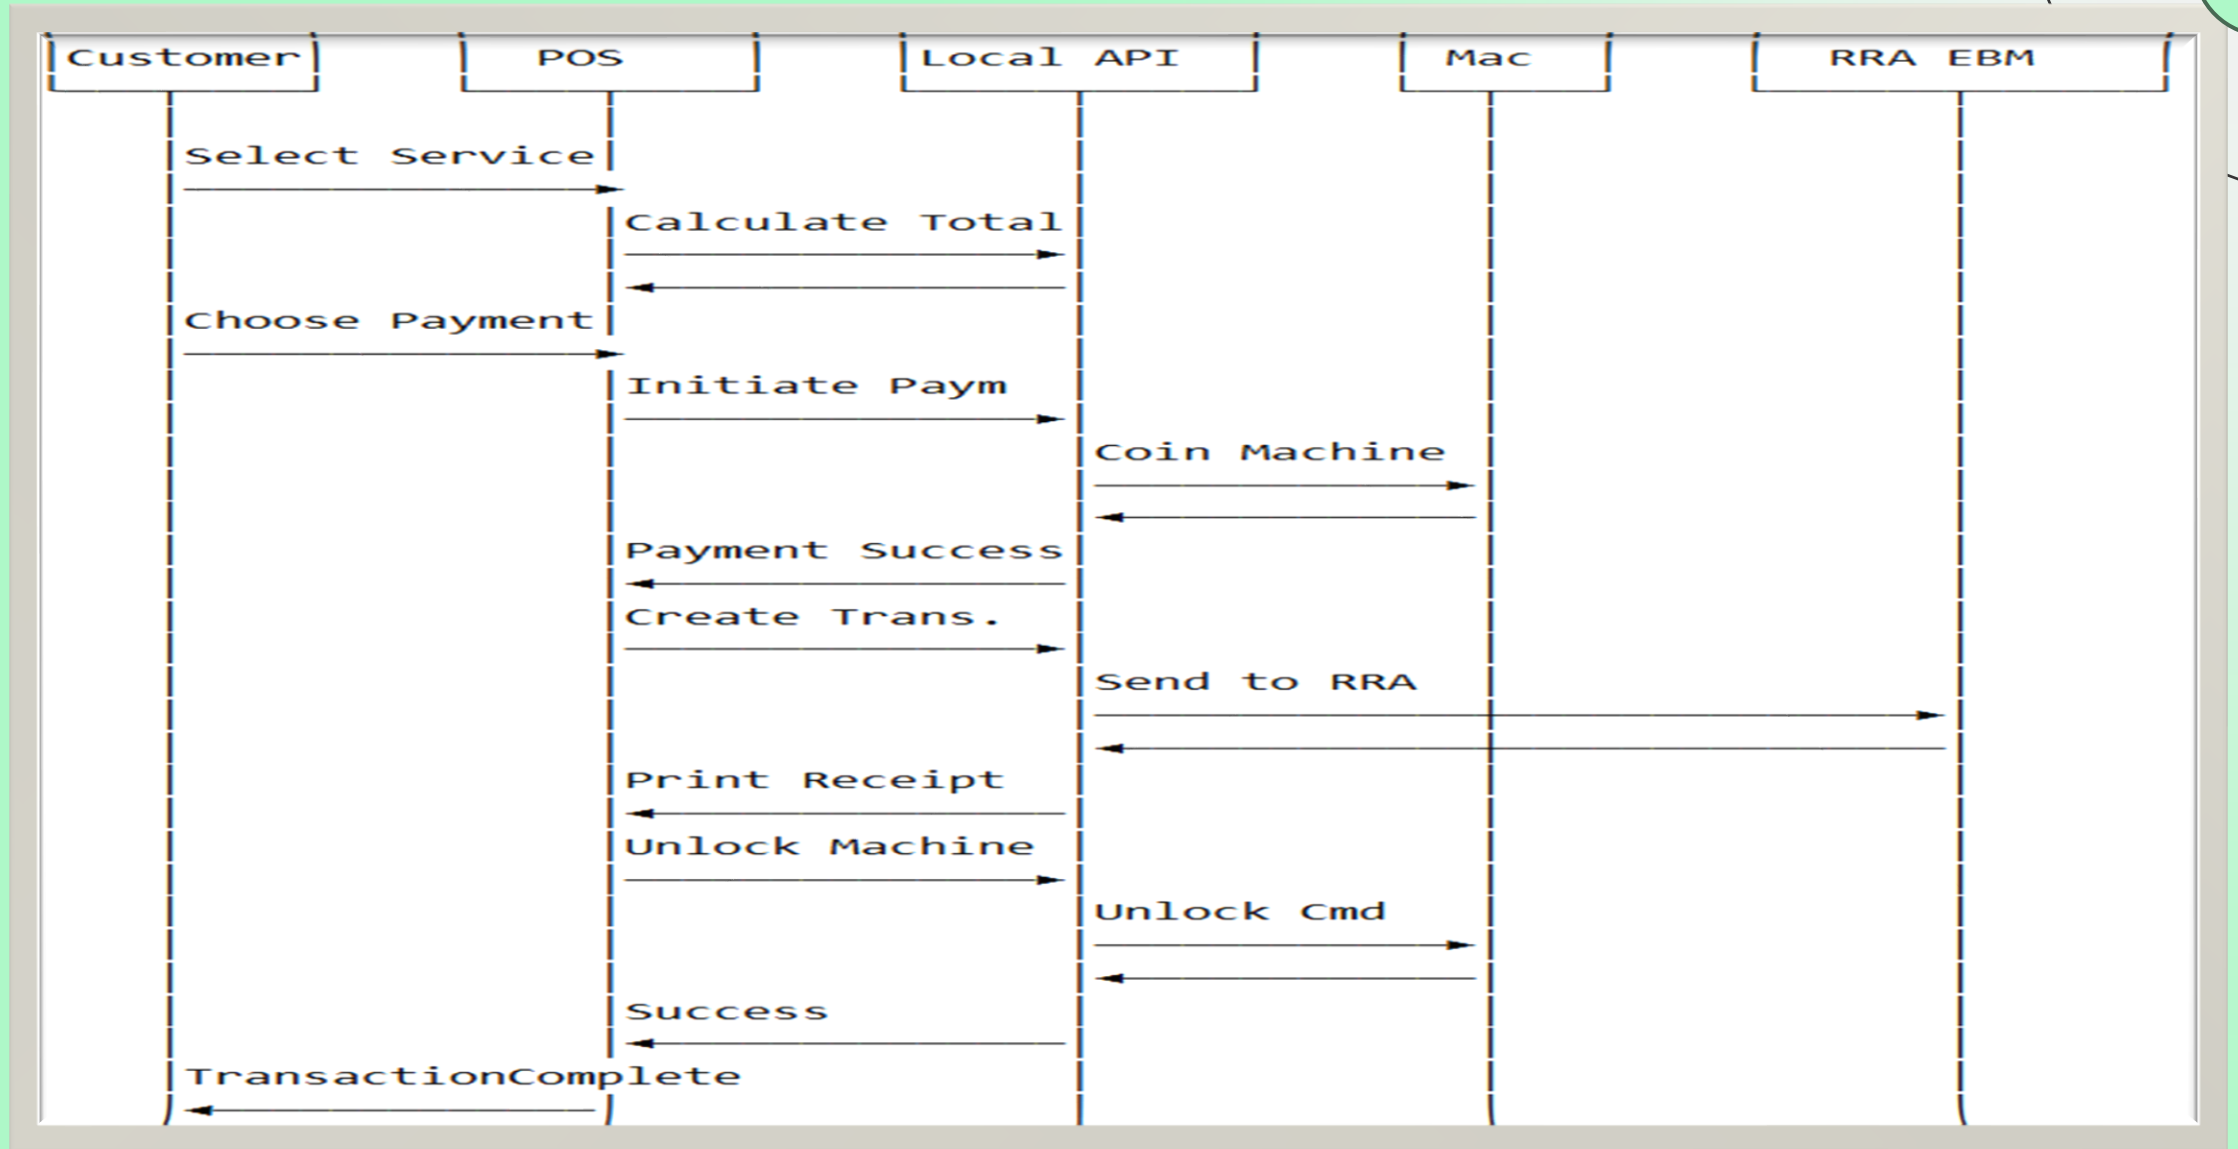 Customer POS Local API Mac RRA EBM
Select Service
Calculate Total
Choose Payment
Initiate Paym
Coin Machine
Payment Success
Create Trans.
Send to RRA
Print Receipt
Unlock Machine
Unlock Cmd
Success
TransactionComplete